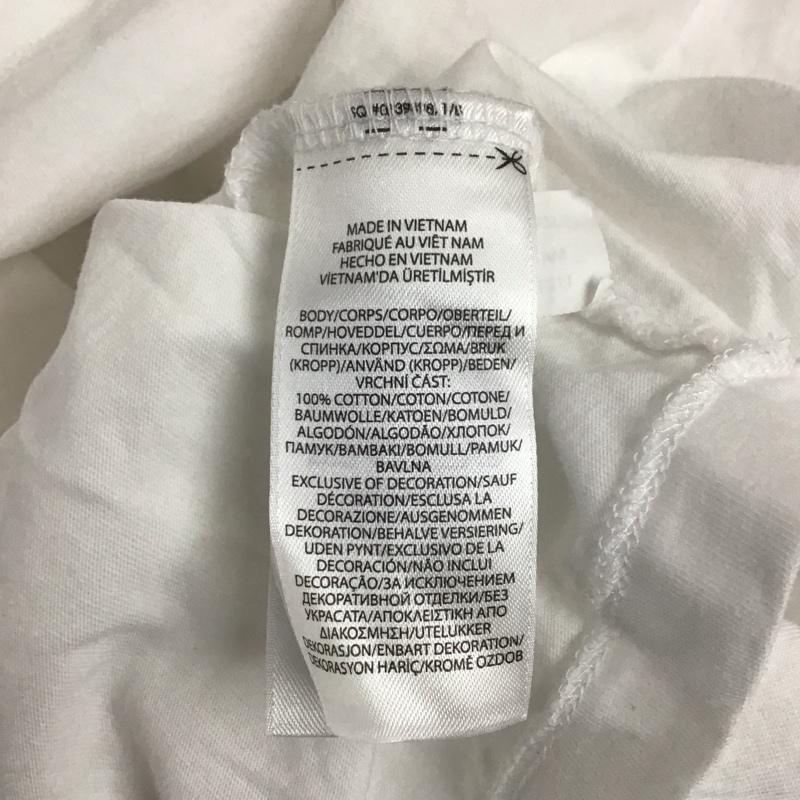 MADE IN VIETNAM
FABRIQUÉ AU VIÊT NAM
HECHO EN VIETNAM
VİETNAM'DA ÜRETİLMİŞTİR
BODY/CORPS/CORPO/OBERTEIL/
ROMP/HOVEDDEL/CUERPO/ПЕРЕД И
СПИНКА/КОРПУС/ΣΩΜΑ/BRUK
(KROPP)/ANVÄND (KROPP)/BEDEN/
VRCHNÍ ČÁST:
100% COTTON/COTON/COTONE/
BAUMWOLLE/KATOEN/BOMULD/
ALGODÓN/ALGODÃO/ХЛОПОК/
ПАМУК/ΒΑΜΒΑΚΙ/BOMULL/PAMUK/
BAVLNA
EXCLUSIVE OF DECORATION/SAUF
DÉCORATION/ESCLUSA LA
DECORAZIONE/AUSGENOMMEN
DEKORATION/BEHALVE VERSIERING/
UDEN PYNT/EXCLUSIVO DE LA
DECORACIÓN/NÃO INCLUI
DECORAÇÃO/ЗА ИСКЛЮЧЕНИЕМ
ДЕКОРАТИВНОЙ ОТДЕЛКИ/БЕЗ
УКРАСАТА/ΑΠΟΚΛΕΙΣΤΙΚΗ ΑΠΟ
ΔΙΑΚΟΣΜΗΣΗ/UTELUKKER
DEKORASJON/ENBART DEKORATION/
DEKORASYON HARİÇ/KROMĚ OZDOB